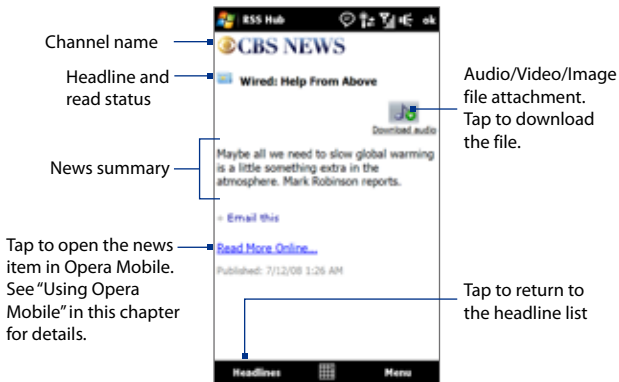 RSS Hub
ok
CBS NEWS
Wired: Help From Above
Download audio
Maybe all we need to slow global warming
is a little something extra in the
atmosphere. Mark Robinson reports.
Email this
Read More Online...
Published: 7/12/08 1:26 AM
Headlines
Menu
Channel name
Headline and
read status
News summary
Tap to open the news
item in Opera Mobile.
See “Using Opera
Mobile” in this chapter
for details.
Audio/Video/Image
file attachment.
Tap to download
the file.
Tap to return to
the headline list